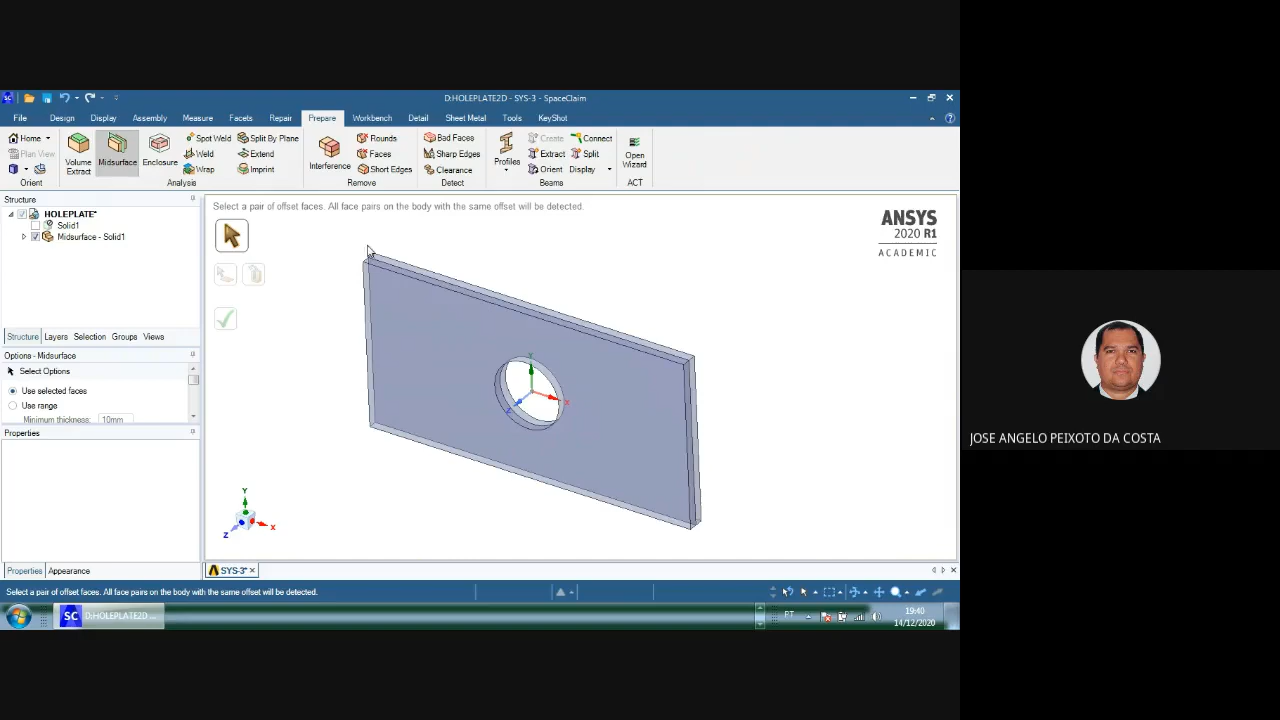 D:HOLEPLATE2D - SYS-3 - SpaceClaim
File Design Display Assembly Measure Facets Repair Prepare Workbench Detail Sheet Metal Tools KeyShot
Home
Plan View
Orient
Volume Extract
Midsurface
Enclosure
Spot Weld
Weld
Wrap
Split By Plane
Extend
Imprint
Analysis
Interference
Rounds
Faces
Short Edges
Remove
Bad Faces
Sharp Edges
Clearance
Detect
Profiles
Create
Extract
Orient
Connect
Split
Display
Beams
Open Wizard
ACT
Structure
HOLEPLATE*
Solid1
Midsurface - Solid1
Structure Layers Selection Groups Views
Options - Midsurface
Select Options
Use selected faces
Use range
Minimum thickness: 10mm
Properties
Properties Appearance
Select a pair of offset faces. All face pairs on the body with the same offset will be detected.
ANSYS
2020 R1
ACADEMIC
Y
X
Z
Y
X
Z
SYS-3*
Select a pair of offset faces. All face pairs on the body with the same offset will be detected.
SC D:HOLEPLATE2D ...
PT
19:40
14/12/2020
JOSE ANGELO PEIXOTO DA COSTA